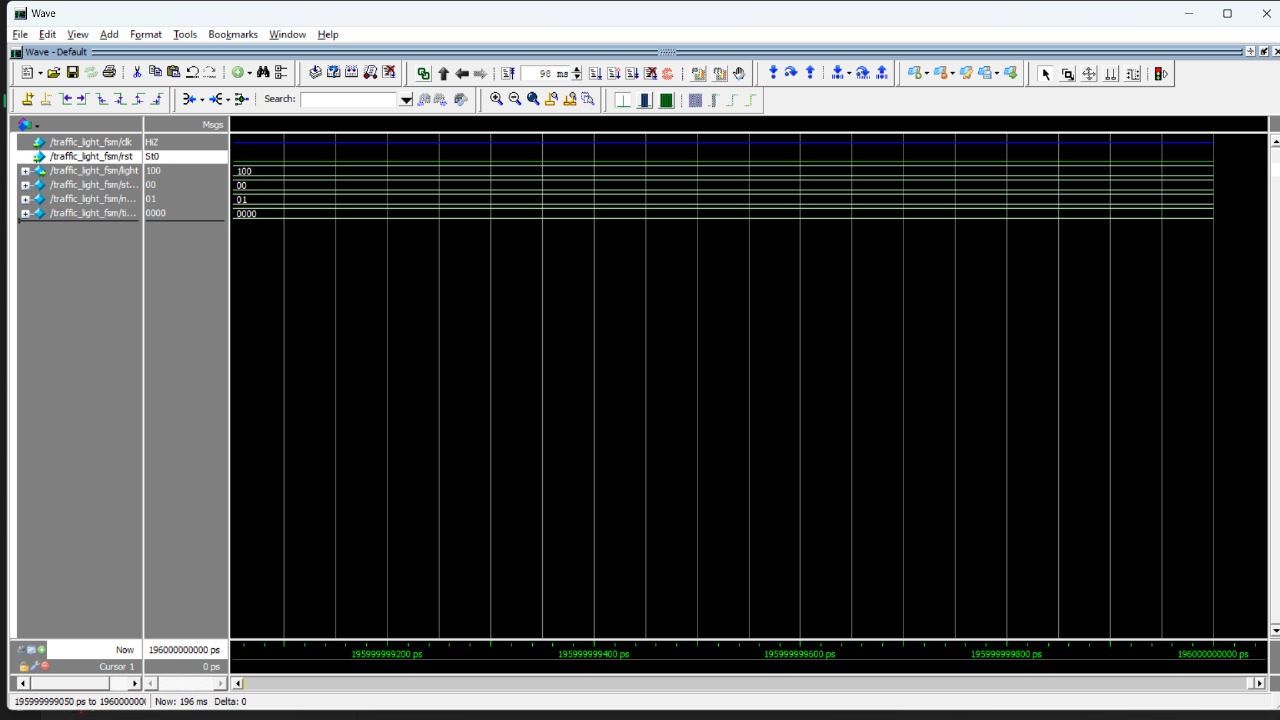 Wave
File Edit View Add Format Tools Bookmarks Window Help
Wave - Default
98 ms
Search:
Msgs
/traffic_light_fsm/clk HiZ
/traffic_light_fsm/rst St0
/traffic_light_fsm/light 100 100
/traffic_light_fsm/st... 00 00
/traffic_light_fsm/n... 01 01
/traffic_light_fsm/ti... 0000 0000
Now 196000000000 ps 195999999200 ps 195999999400 ps 195999999600 ps 195999999800 ps 196000000000 ps
Cursor 1 0 ps
195999999050 ps to 1960000000 Now: 196 ms Delta: 0